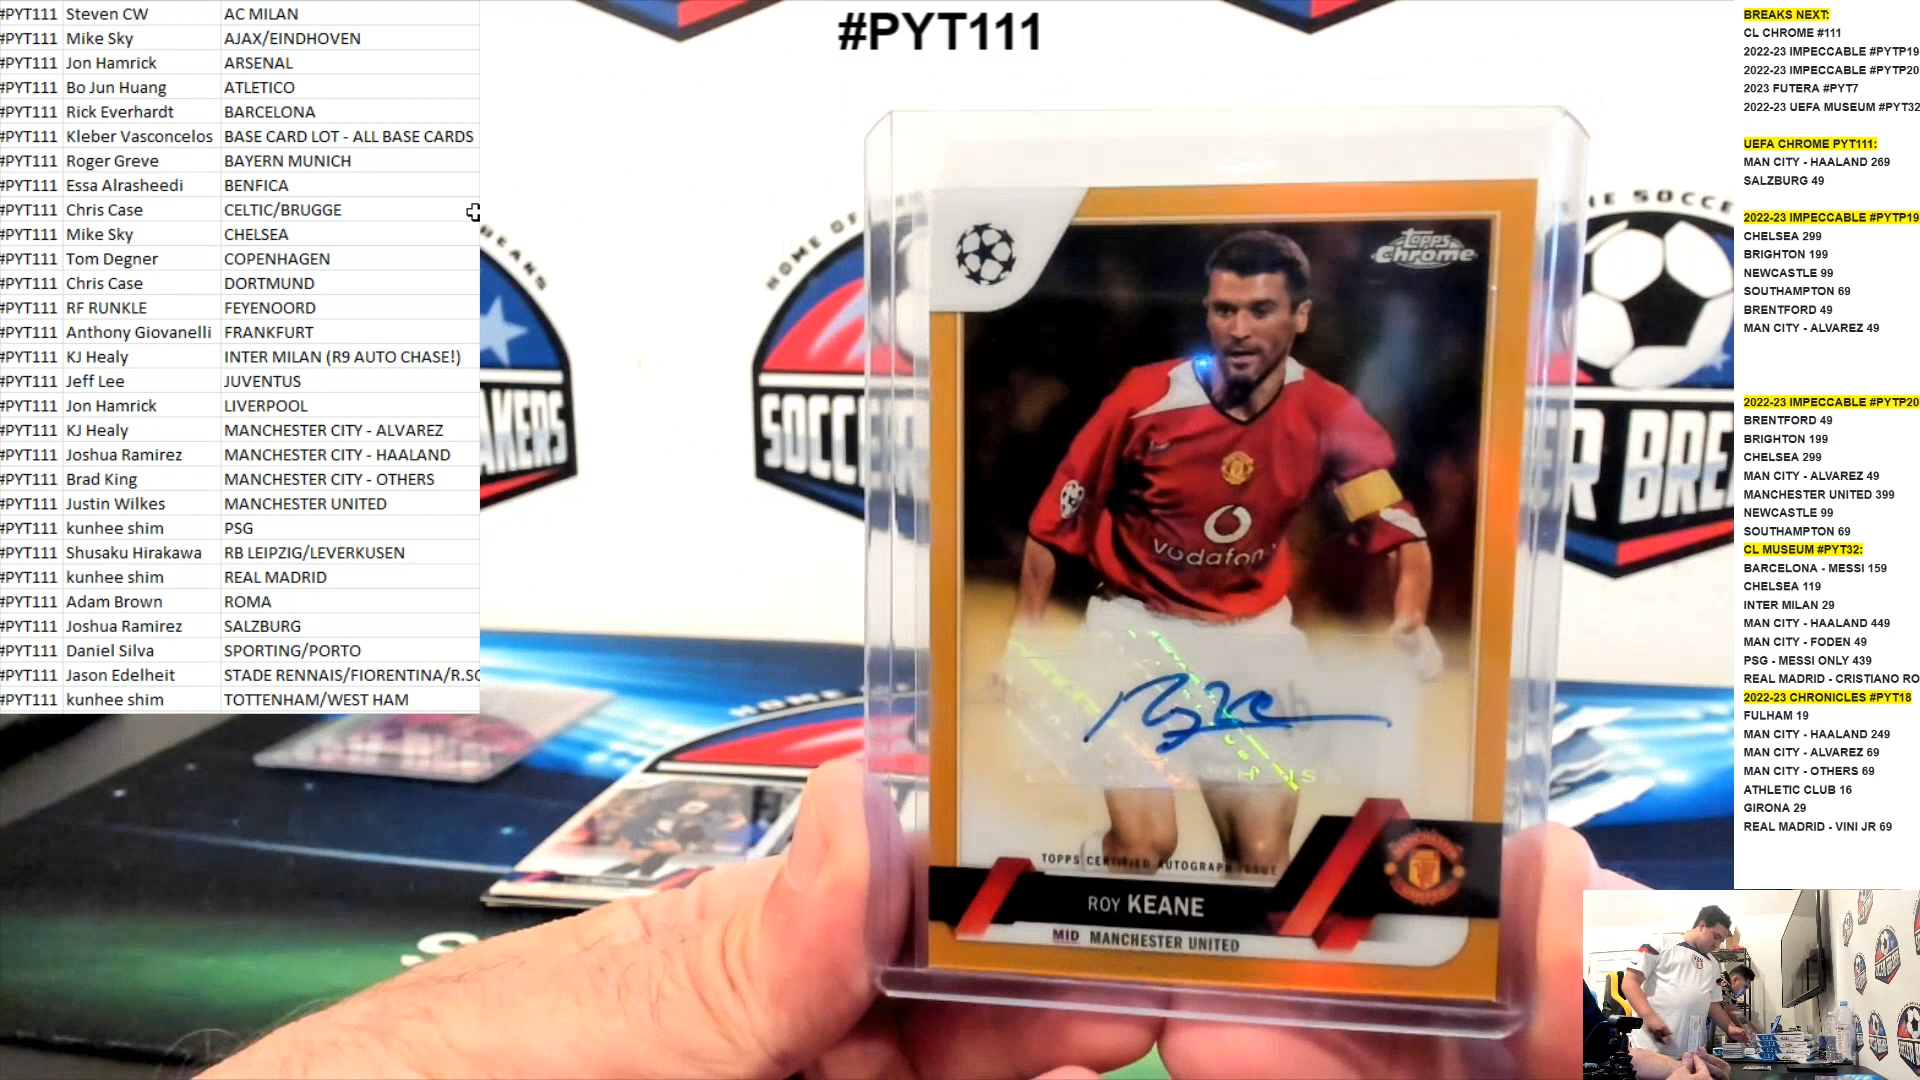 #PYT111 Steven CW AC MILAN
#PYT111 Mike Sky AJAX/EINDHOVEN
#PYT111 Jon Hamrick ARSENAL
#PYT111 Bo Jun Huang ATLETICO
#PYT111 Rick Everhardt BARCELONA
#PYT111 Kleber Vasconcelos BASE CARD LOT - ALL BASE CARDS
#PYT111 Roger Greve BAYERN MUNICH
#PYT111 Essa Alrasheedi BENFICA
#PYT111 Chris Case CELTIC/BRUGGE
#PYT111 Mike Sky CHELSEA
#PYT111 Tom Degner COPENHAGEN
#PYT111 Chris Case DORTMUND
#PYT111 RF RUNKLE FEYENOORD
#PYT111 Anthony Giovanelli FRANKFURT
#PYT111 KJ Healy INTER MILAN (R9 AUTO CHASE!)
#PYT111 Jeff Lee JUVENTUS
#PYT111 Jon Hamrick LIVERPOOL
#PYT111 KJ Healy MANCHESTER CITY - ALVAREZ
#PYT111 Joshua Ramirez MANCHESTER CITY - HAALAND
#PYT111 Brad King MANCHESTER CITY - OTHERS
#PYT111 Justin Wilkes MANCHESTER UNITED
#PYT111 kunhee shim PSG
#PYT111 Shusaku Hirakawa RB LEIPZIG/LEVERKUSEN
#PYT111 kunhee shim REAL MADRID
#PYT111 Adam Brown ROMA
#PYT111 Joshua Ramirez SALZBURG
#PYT111 Daniel Silva SPORTING/PORTO
#PYT111 Jason Edelheit STADE RENNAIS/FIORENTINA/R.SC
#PYT111 kunhee shim TOTTENHAM/WEST HAM
#PYT111
HOME OF
SOCCER
Topps
Chrome
vodafon
TOPPS CERTIFIED AUTOGRAPH ISSUE
ROY KEANE
MID MANCHESTER UNITED
BREAKS NEXT:
CL CHROME #111
2022-23 IMPECCABLE #PYTP19
2022-23 IMPECCABLE #PYTP20
2023 FUTERA #PYT7
2022-23 UEFA MUSEUM #PYT32
UEFA CHROME PYT111:
MAN CITY - HAALAND 269
SALZBURG 49
2022-23 IMPECCABLE #PYTP19
CHELSEA 299
BRIGHTON 199
NEWCASTLE 99
SOUTHAMPTON 69
BRENTFORD 49
MAN CITY - ALVAREZ 49
2022-23 IMPECCABLE #PYTP20
BRENTFORD 49
BRIGHTON 199
CHELSEA 299
MAN CITY - ALVAREZ 49
MANCHESTER UNITED 399
NEWCASTLE 99
SOUTHAMPTON 69
CL MUSEUM #PYT32:
BARCELONA - MESSI 159
CHELSEA 119
INTER MILAN 29
MAN CITY - HAALAND 449
MAN CITY - FODEN 49
PSG - MESSI ONLY 439
REAL MADRID - CRISTIANO RO
2022-23 CHRONICLES #PYT18
FULHAM 19
MAN CITY - HAALAND 249
MAN CITY - ALVAREZ 69
MAN CITY - OTHERS 69
ATHLETIC CLUB 16
GIRONA 29
REAL MADRID - VINI JR 69